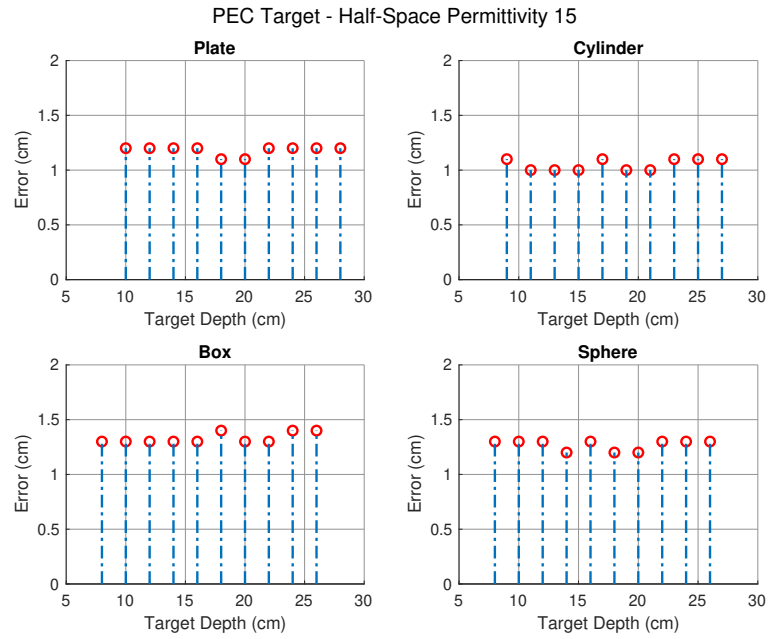 PEC Target - Half-Space Permittivity 15
Plate
2
1.5
1
0.5
0
Error (cm)
5 10 15 20 25 30
Target Depth (cm)
Cylinder
2
1.5
1
0.5
0
Error (cm)
5 10 15 20 25 30
Target Depth (cm)
Box
2
1.5
1
0.5
0
Error (cm)
5 10 15 20 25 30
Target Depth (cm)
Sphere
2
1.5
1
0.5
0
Error (cm)
5 10 15 20 25 30
Target Depth (cm)